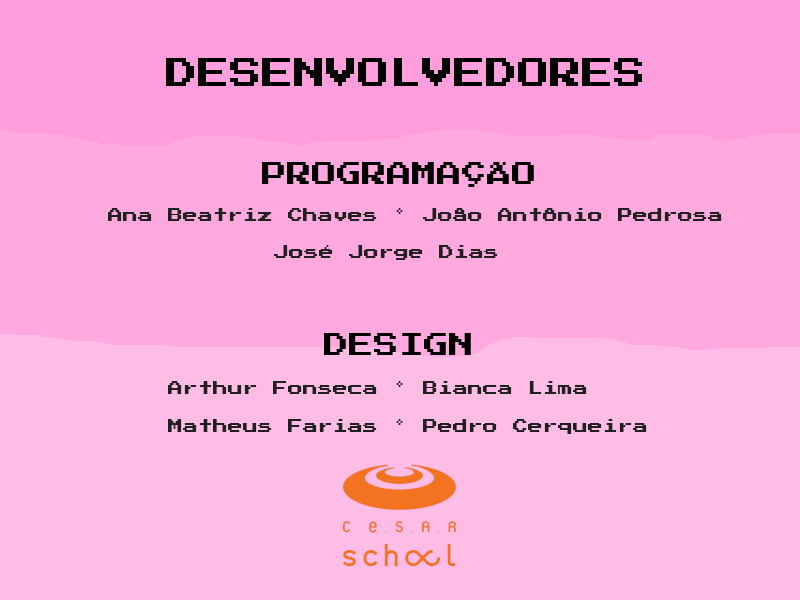 DESENVOLVEDORES
PROGRAMAÇÃO
Ana Beatriz Chaves ° João Antônio Pedrosa
José Jorge Dias
DESIGN
Arthur Fonseca ° Bianca Lima
Matheus Farias ° Pedro Cerqueira
C.e.S.A.R
school